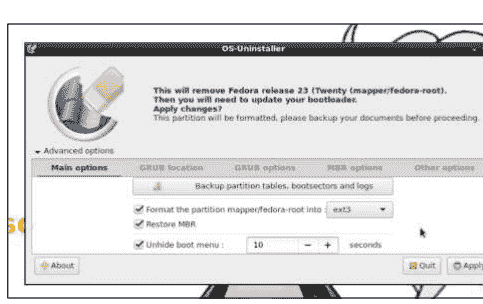 OS-Uninstaller
This will remove Fedora release 23 (Twenty (mapper/fedora-root).
Then you will need to update your bootloader.
Apply changes?
This partition will be formatted, please backup your documents before proceeding.
Advanced options
Main options GRUB location GRUB options MBR options Other options
Backup partition tables, bootsectors and logs
Format the partition mapper/fedora-root into : ext3
Restore MBR
Unhide boot menu : 10 − + seconds
About Quit Apply